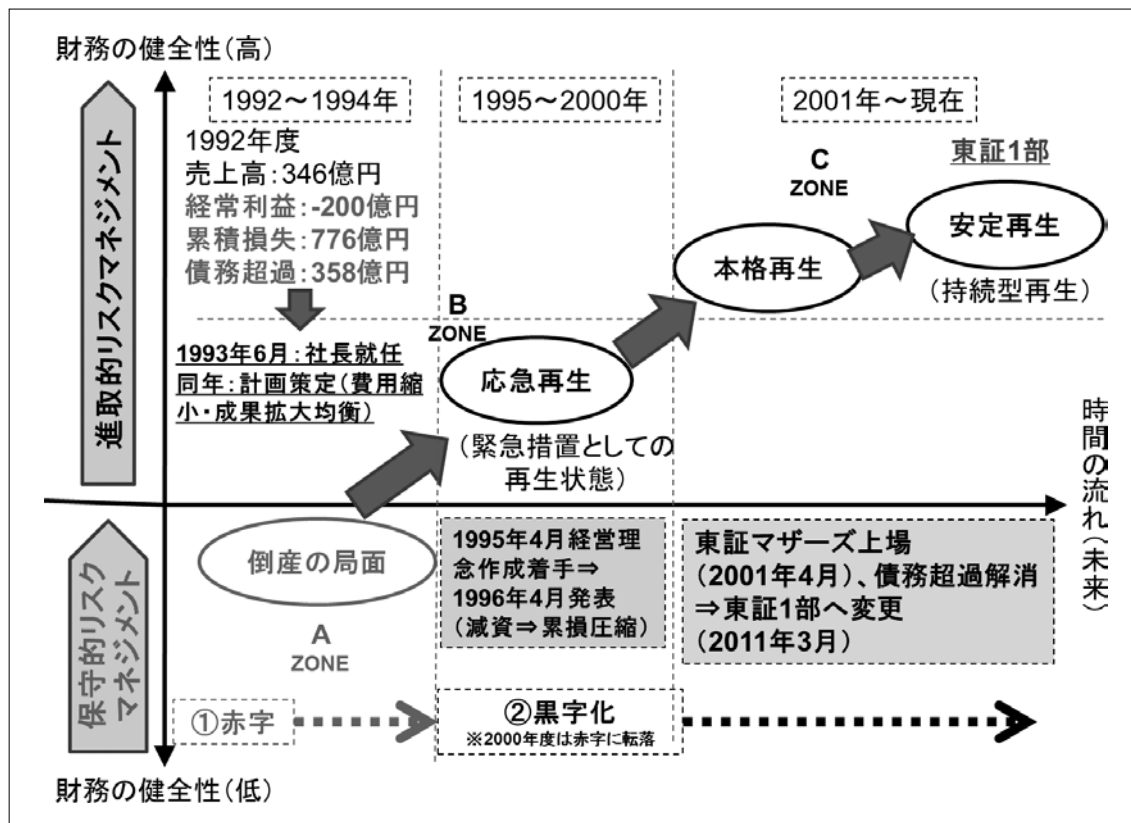 財務の健全性(高)
進取的リスクマネジメント
1992～1994年
1992年度
売上高:346億円
経常利益:-200億円
累積損失:776億円
債務超過:358億円
1993年6月:社長就任
同年:計画策定(費用縮
小・成果拡大均衡)
1995～2000年
B
ZONE
応急再生
(緊急措置としての
再生状態)
2001年～現在
C
ZONE
東証1部
本格再生
安定再生
(持続型再生)
時間の流れ(未来)
保守的リスク
マネジメント
倒産の局面
A
ZONE
1995年4月経営理
念作成着手⇒
1996年4月発表
(減資⇒累損圧縮)
東証マザーズ上場
(2001年4月)、債務超過解消
⇒東証1部へ変更
(2011年3月)
①赤字
②黒字化
※2000年度は赤字に転落
財務の健全性(低)